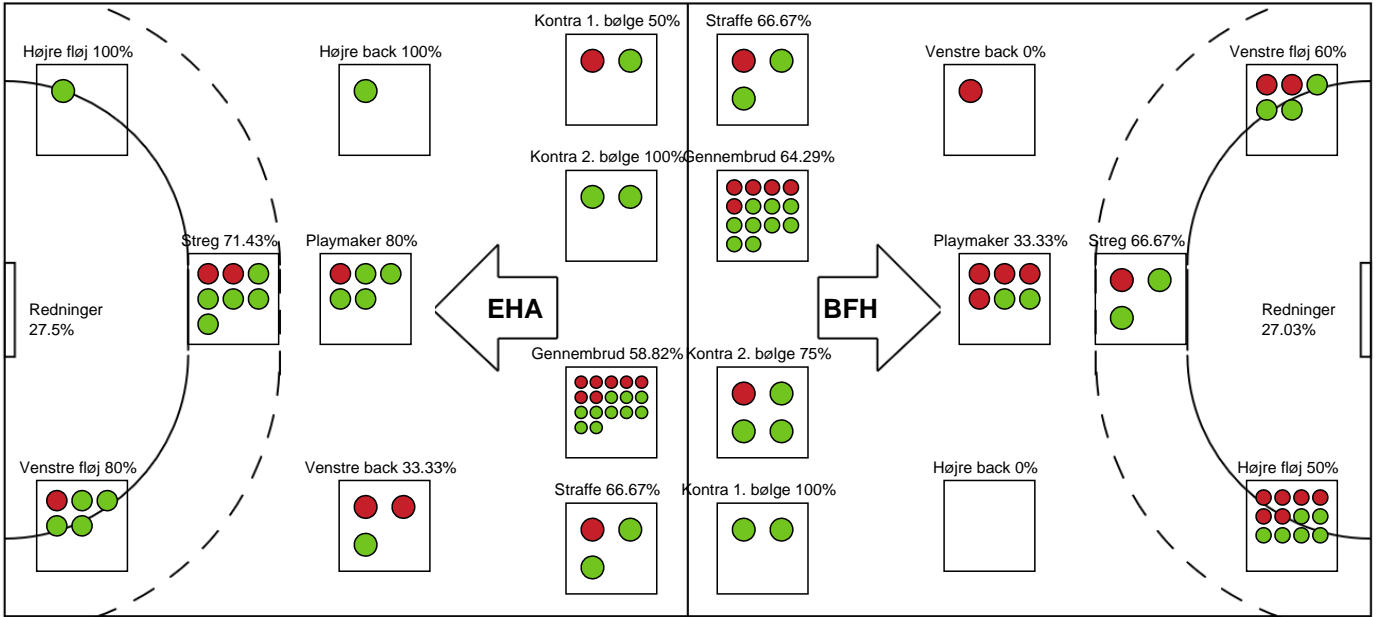 Kontra 1. bølge 50%
Straffe 66.67%
Højre fløj 100%
Højre back 100%
Venstre back 0%
Venstre fløj 60%
Kontra 2. bølge 100%
Gennembrud 64.29%
Streg 71.43%
Playmaker 80%
Playmaker 33.33%
Streg 66.67%
Redninger
27.5%
EHA
BFH
Redninger
27.03%
Gennembrud 58.82%
Kontra 2. bølge 75%
Venstre fløj 80%
Venstre back 33.33%
Højre back 0%
Højre fløj 50%
Straffe 66.67%
Kontra 1. bølge 100%